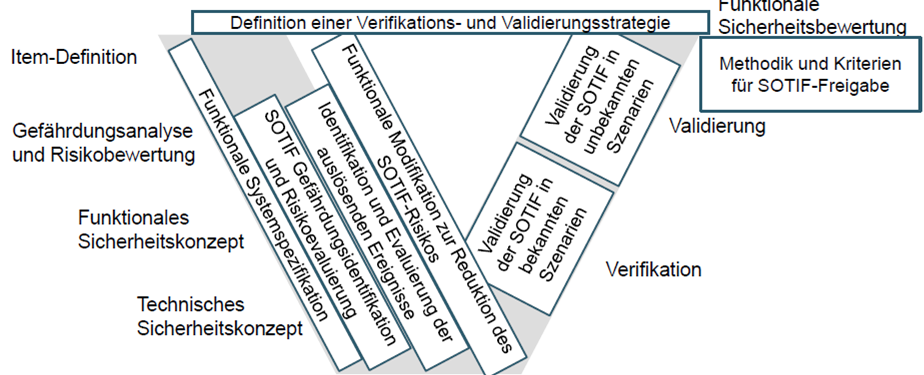 Definition einer Verifikations- und Validierungsstrategie
Funktionale
Sicherheitsbewertung
Methodik und Kriterien
für SOTIF-Freigabe
Item-Definition
Gefährdungsanalyse
und Risikobewertung
Funktionales
Sicherheitskonzept
Technisches
Sicherheitskonzept
Funktionale Systemspezifikation
SOTIF Gefährdungsidentifikation
und Risikoevaluierung
Identifikation und Evaluierung der
auslösenden Ereignisse
Funktionale Modifikation zur Reduktion des
SOTIF-Risikos
Validierung
der SOTIF in
bekannten
Szenarien
Validierung
der SOTIF in
unbekannten
Szenarien
Validierung
Verifikation